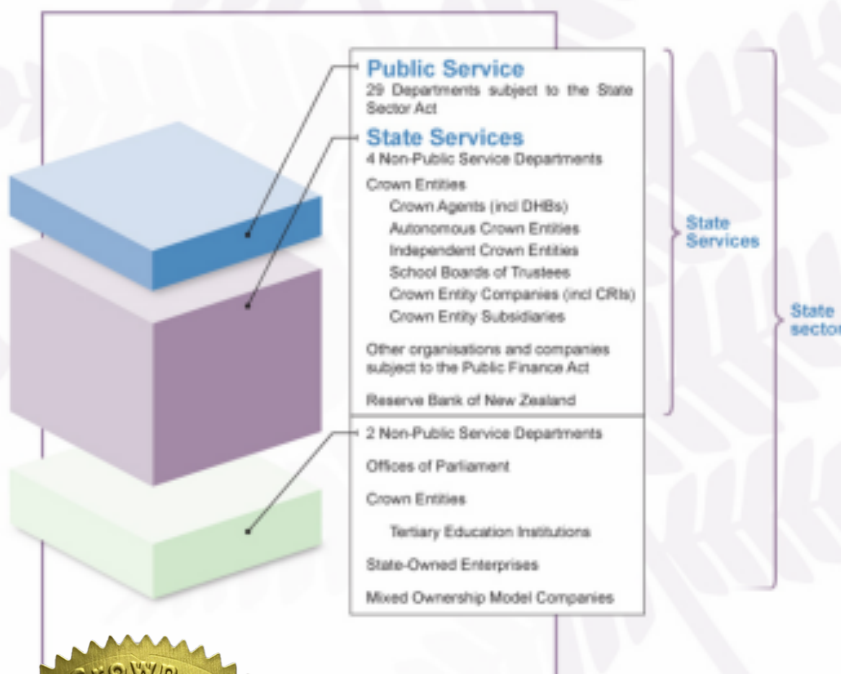 Public Service
29 Departments subject to the State
Sector Act
State Services
4 Non-Public Service Departments
Crown Entities
Crown Agents (incl DHBs)
Autonomous Crown Entities
Independent Crown Entities
School Boards of Trustees
Crown Entity Companies (incl CRIs)
Crown Entity Subsidiaries
Other organisations and companies
subject to the Public Finance Act
Reserve Bank of New Zealand
State
Services
State
sector
2 Non-Public Service Departments
Offices of Parliament
Crown Entities
Tertiary Education Institutions
State-Owned Enterprises
Mixed Ownership Model Companies